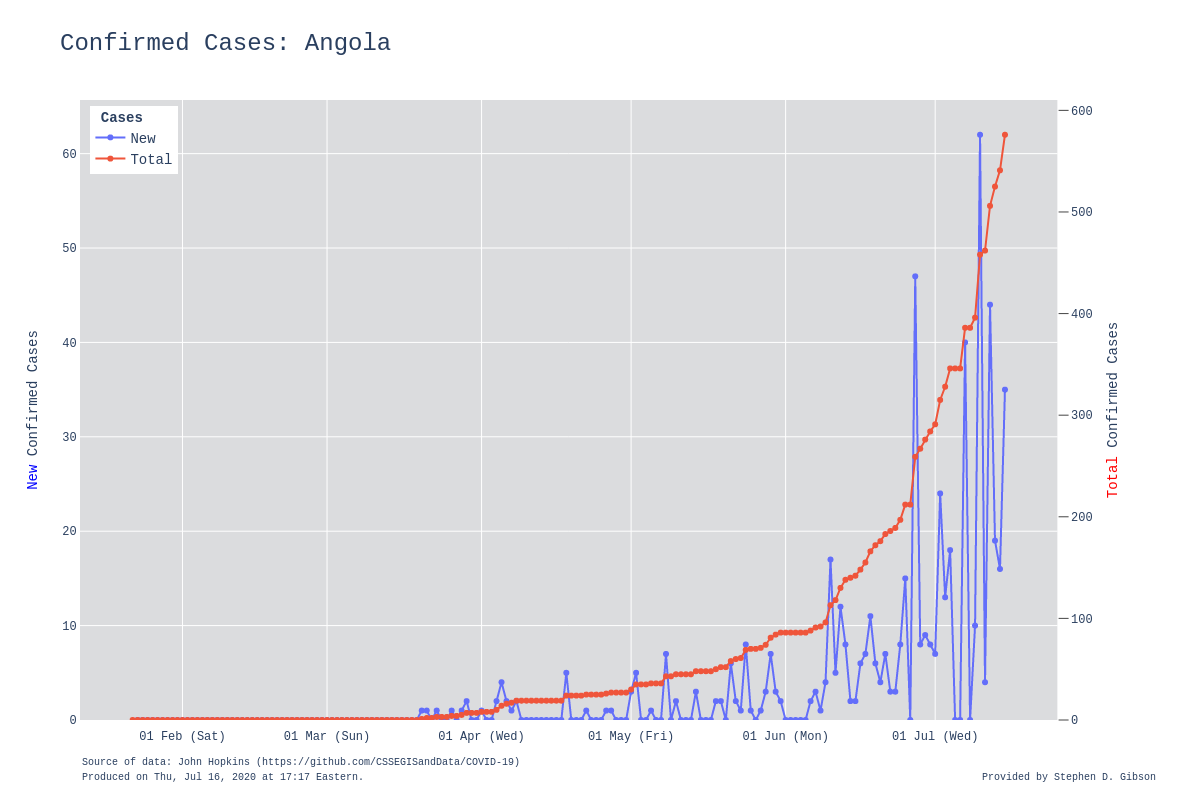 Confirmed Cases: Angola
Cases
New
Total
60
50
40
30
20
10
0
600
500
400
300
200
100
0
New Confirmed Cases
Total Confirmed Cases
01 Feb (Sat) 01 Mar (Sun) 01 Apr (Wed) 01 May (Fri) 01 Jun (Mon) 01 Jul (Wed)
Source of data: John Hopkins (https://github.com/CSSEGISandData/COVID-19)
Produced on Thu, Jul 16, 2020 at 17:17 Eastern.
Provided by Stephen D. Gibson